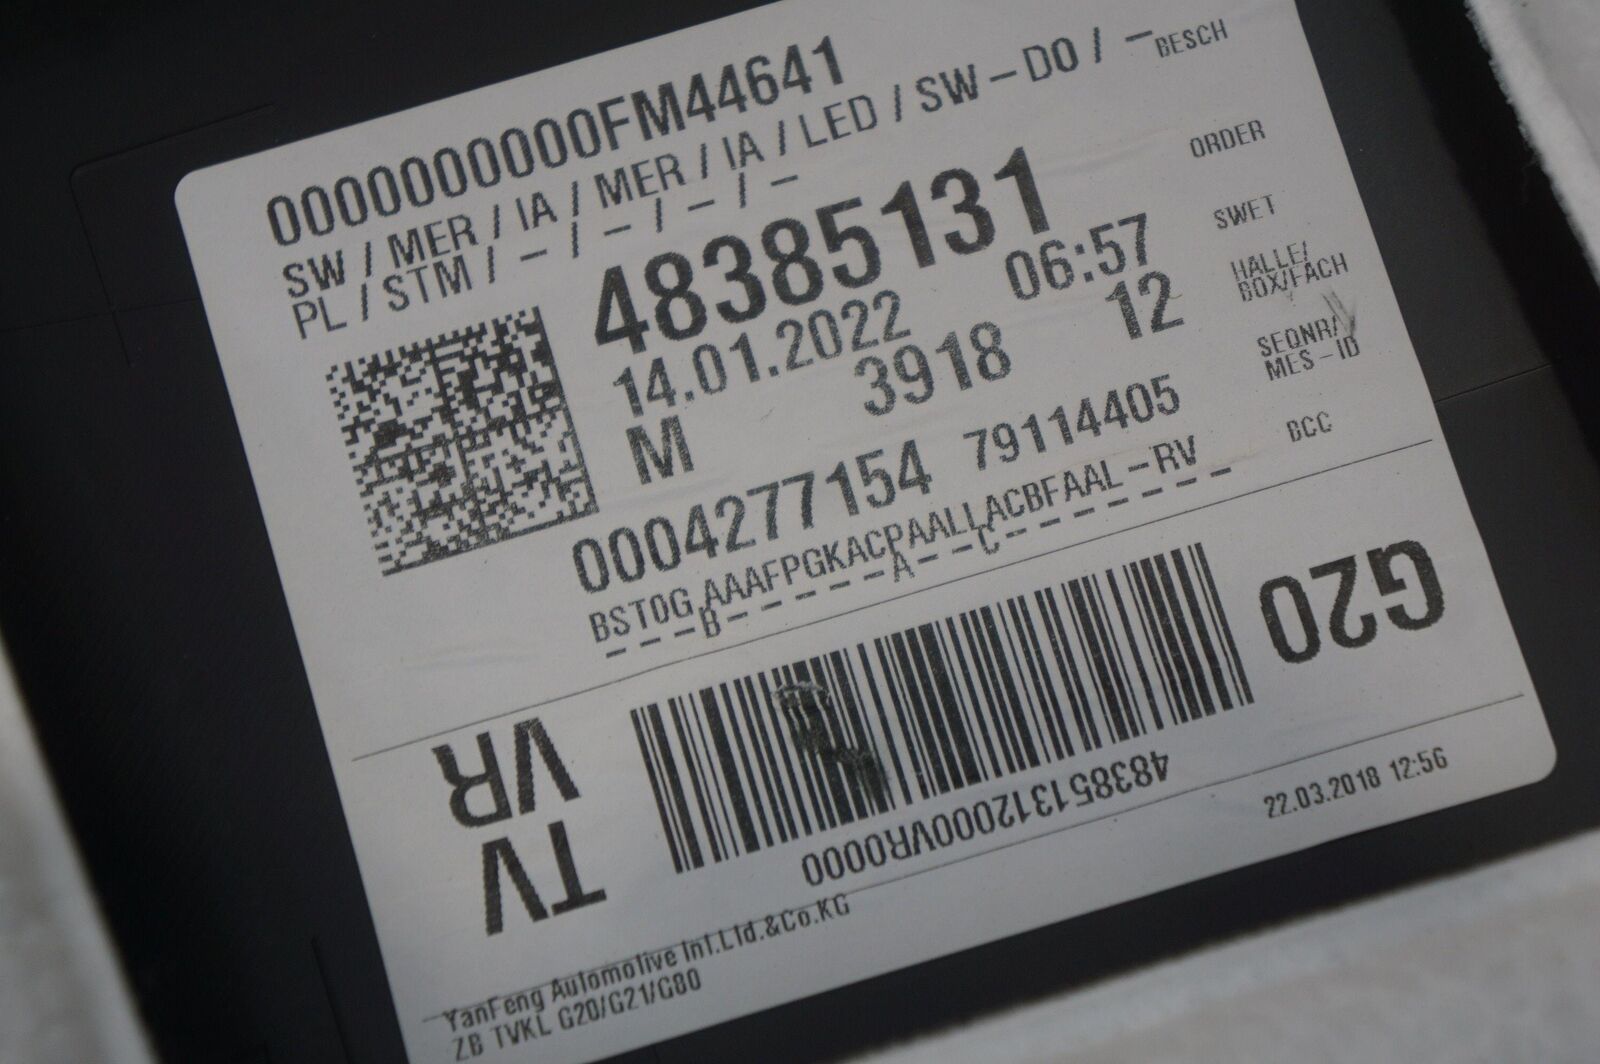 0000000000FM44641
SW / MER / IA / MER / IA / LED / SW – DO / – BESCH
PL / STM / – / – / – / –
48385131 ORDER
14.01.2022 06:57 SWET
M 3918 12 HALLE/
BOX/FACH
0004277154 79114405 SEQNR/
MES-ID
BST0G AAAFPGKACPAALLACBFAAL-RV BCC
----B-------A---C---------
G20
TV
VR
483851312000VR0000
22.03.2018 12:56
YanFeng Automotive Int.Ltd.&Co.KG
ZB TVKL G20/G21/G80